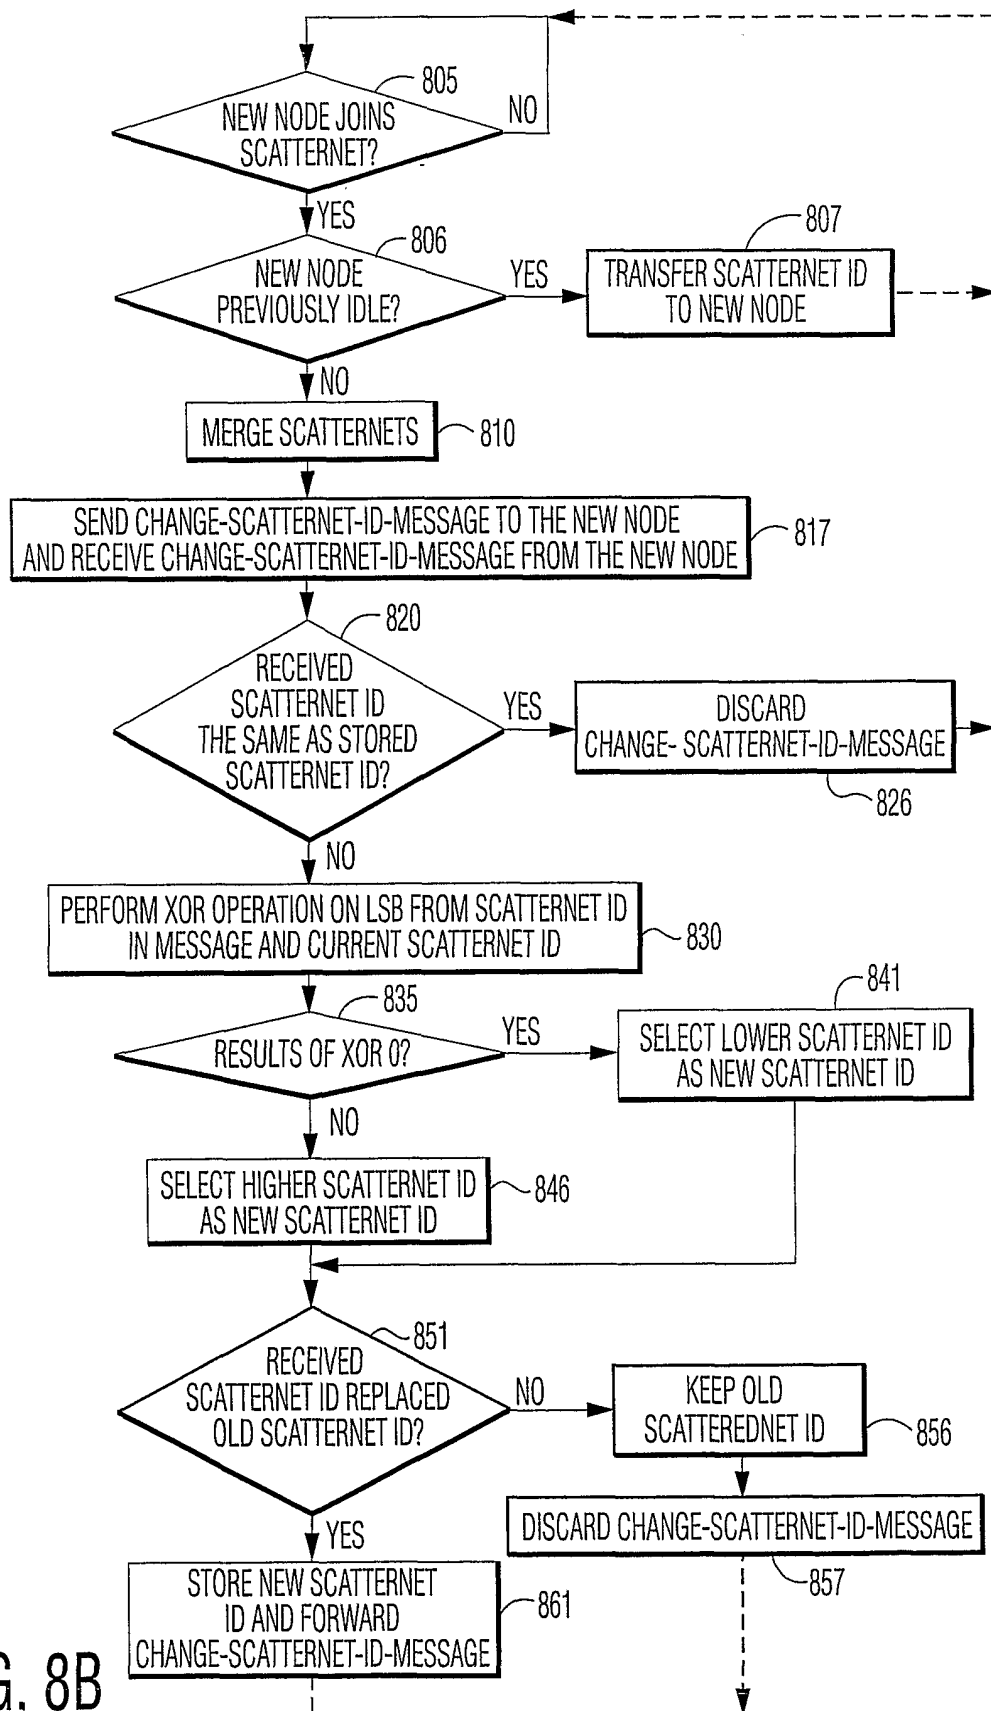 805
NEW NODE JOINS
SCATTERNET?
NO
YES
806
NEW NODE
PREVIOUSLY IDLE?
YES
807
TRANSFER SCATTERNET ID
TO NEW NODE
NO
MERGE SCATTERNETS
810
SEND CHANGE-SCATTERNET-ID-MESSAGE TO THE NEW NODE
AND RECEIVE CHANGE-SCATTERNET-ID-MESSAGE FROM THE NEW NODE
817
820
RECEIVED
SCATTERNET ID
THE SAME AS STORED
SCATTERNET ID?
YES
DISCARD
CHANGE- SCATTERNET-ID-MESSAGE
826
NO
PERFORM XOR OPERATION ON LSB FROM SCATTERNET ID
IN MESSAGE AND CURRENT SCATTERNET ID
830
835
RESULTS OF XOR 0?
YES
841
SELECT LOWER SCATTERNET ID
AS NEW SCATTERNET ID
NO
SELECT HIGHER SCATTERNET ID
AS NEW SCATTERNET ID
846
851
RECEIVED
SCATTERNET ID REPLACED
OLD SCATTERNET ID?
NO
KEEP OLD
SCATTEREDNET ID
856
DISCARD CHANGE-SCATTERNET-ID-MESSAGE
857
YES
STORE NEW SCATTERNET
ID AND FORWARD
CHANGE-SCATTERNET-ID-MESSAGE
861
G. 8B